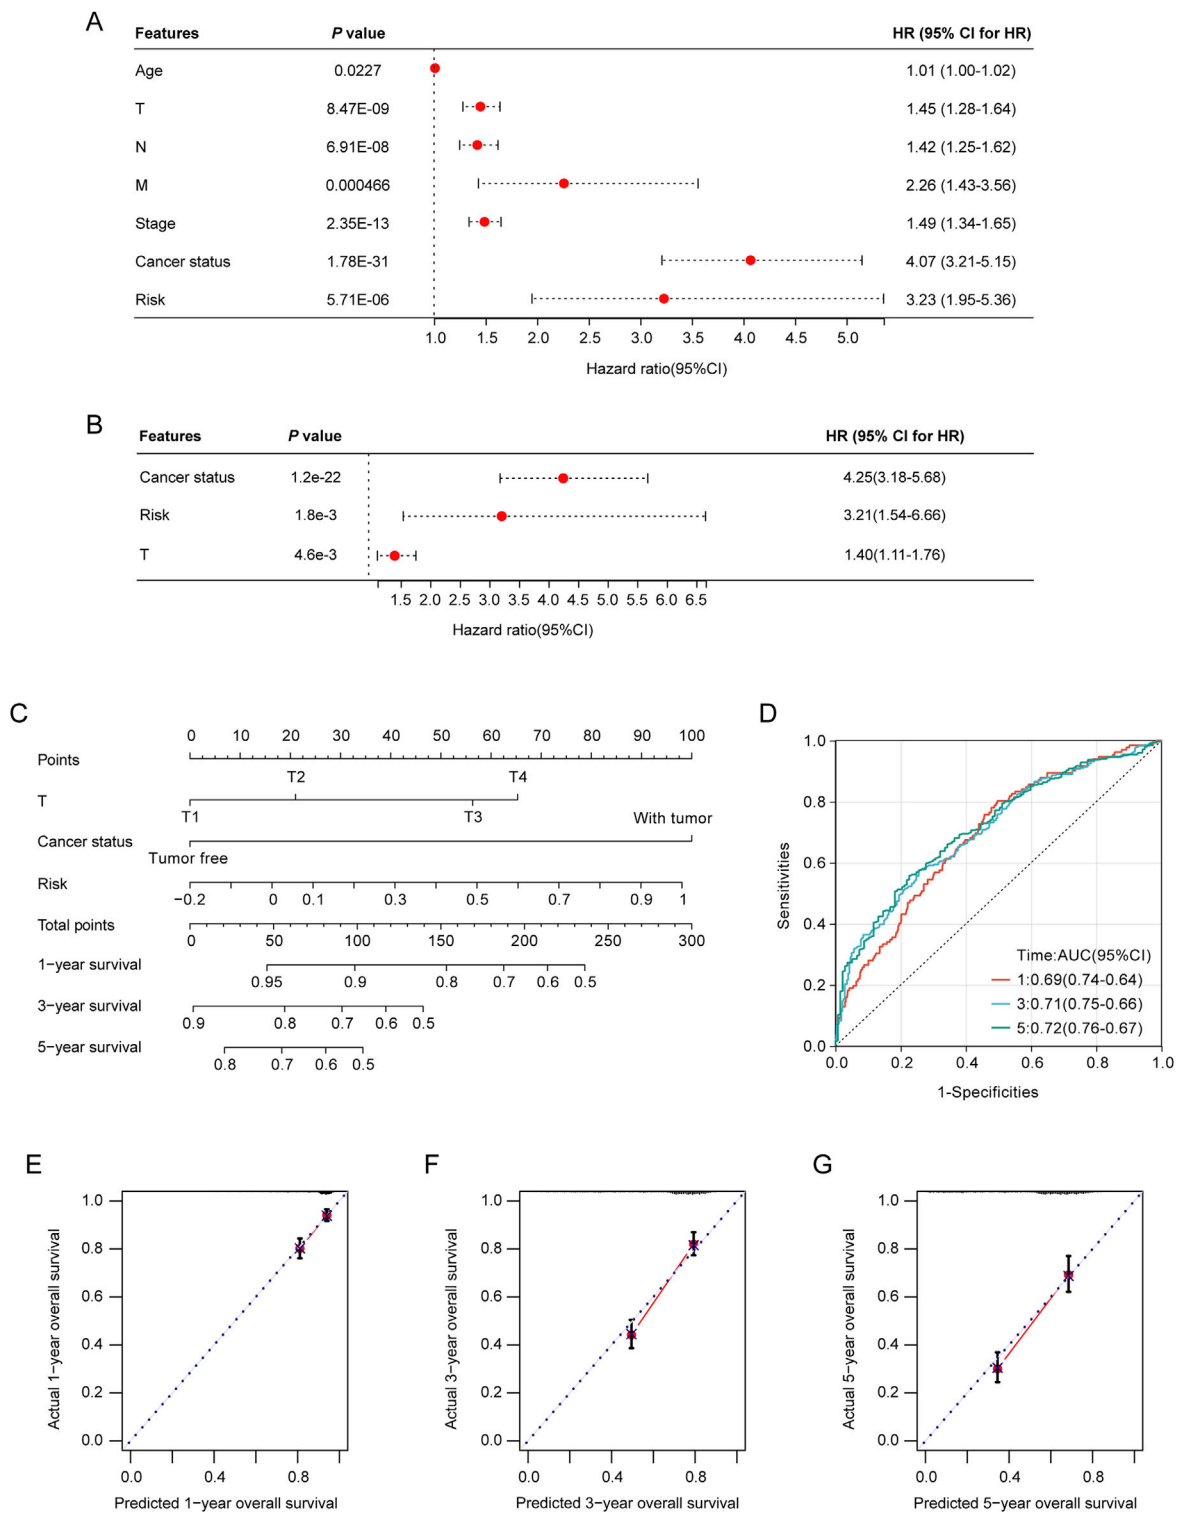 A
Features P value HR (95% CI for HR)
Age 0.0227 1.01 (1.00-1.02)
T 8.47E-09 1.45 (1.28-1.64)
N 6.91E-08 1.42 (1.25-1.62)
M 0.000466 2.26 (1.43-3.56)
Stage 2.35E-13 1.49 (1.34-1.65)
Cancer status 1.78E-31 4.07 (3.21-5.15)
Risk 5.71E-06 3.23 (1.95-5.36)
1.0 1.5 2.0 2.5 3.0 3.5 4.0 4.5 5.0
Hazard ratio(95%CI)
B
Features P value HR (95% CI for HR)
Cancer status 1.2e-22 4.25(3.18-5.68)
Risk 1.8e-3 3.21(1.54-6.66)
T 4.6e-3 1.40(1.11-1.76)
1.5 2.0 2.5 3.0 3.5 4.0 4.5 5.0 5.5 6.0 6.5
Hazard ratio(95%CI)
C
0 10 20 30 40 50 60 70 80 90 100
Points
T2 T4
T
T1 T3 With tumor
Cancer status
Tumor free
Risk
−0.2 0 0.1 0.3 0.5 0.7 0.9 1
Total points
0 50 100 150 200 250 300
1−year survival
0.95 0.9 0.8 0.7 0.6 0.5
3−year survival
0.9 0.8 0.7 0.6 0.5
5−year survival
0.8 0.7 0.6 0.5
D
1.0
0.8
0.6
0.4
0.2
0.0
Sensitivities
Time:AUC(95%CI)
1:0.69(0.74-0.64)
3:0.71(0.75-0.66)
5:0.72(0.76-0.67)
0.0 0.2 0.4 0.6 0.8 1.0
1-Specificities
E
1.0
0.8
0.6
0.4
0.2
0.0
Actual 1−year overall survival
0.0 0.4 0.8
Predicted 1−year overall survival
F
1.0
0.8
0.6
0.4
0.2
0.0
Actual 3−year overall survival
0.0 0.4 0.8
Predicted 3−year overall survival
G
1.0
0.8
0.6
0.4
0.2
0.0
Actual 5−year overall survival
0.0 0.4 0.8
Predicted 5−year overall survival